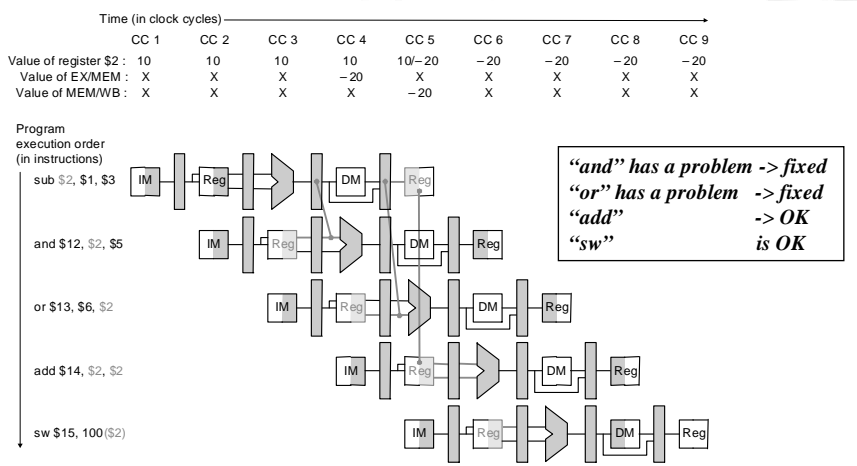 Time (in clock cycles)
CC 1 CC 2 CC 3 CC 4 CC 5 CC 6 CC 7 CC 8 CC 9
Value of register $2 : 10 10 10 10 10/– 20 – 20 – 20 – 20 – 20
Value of EX/MEM : X X X – 20 X X X X X
Value of MEM/WB : X X X X – 20 X X X X
Program
execution order
(in instructions)
sub $2, $1, $3 IM Reg DM Reg
and $12, $2, $5 IM Reg DM Reg
or $13, $6, $2 IM Reg DM Reg
add $14, $2, $2 IM Reg DM Reg
sw $15, 100($2) IM Reg DM Reg
“and” has a problem -> fixed
“or” has a problem -> fixed
“add” -> OK
“sw” is OK